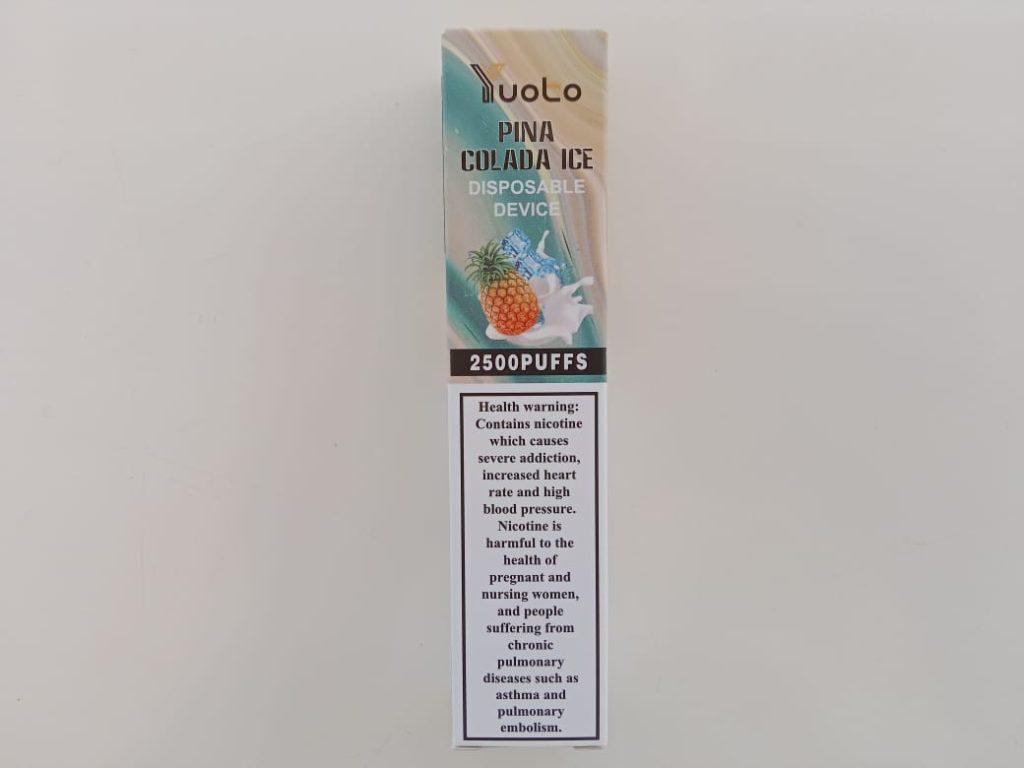 YUOLO
PINA
COLADA ICE
DISPOSABLE
DEVICE
2500PUFFS
Health warning:
Contains nicotine
which causes
severe addiction,
increased heart
rate and high
blood pressure.
Nicotine is
harmful to the
health of
pregnant and
nursing women,
and people
suffering from
chronic
pulmonary
diseases such as
asthma and
pulmonary
embolism.